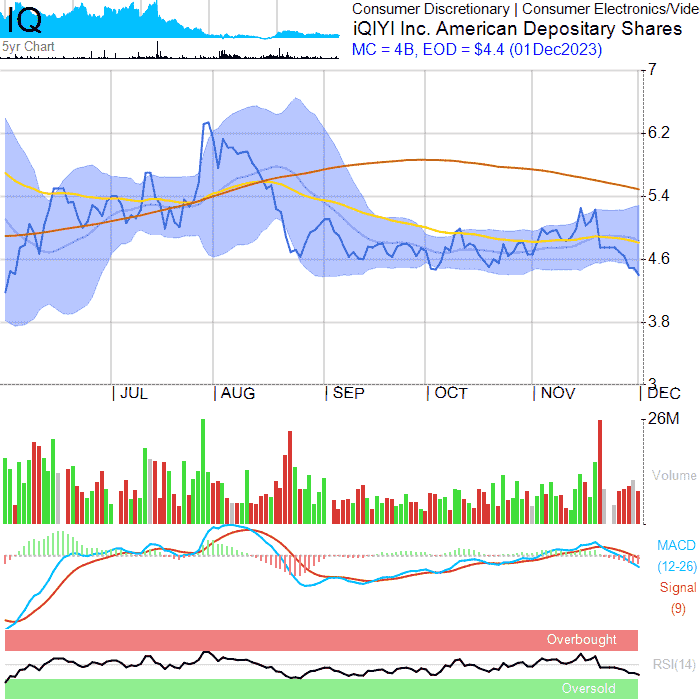 IQ
5yr Chart
Consumer Discretionary | Consumer Electronics/Vide
iQIYI Inc. American Depositary Shares
MC = 4B, EOD = $4.4 (01Dec2023)
7
6.2
5.4
4.6
3.8
3
JUL AUG SEP OCT NOV DEC
26M
Volume
MACD
(12-26)
Signal
(9)
Overbought
RSI(14)
Oversold